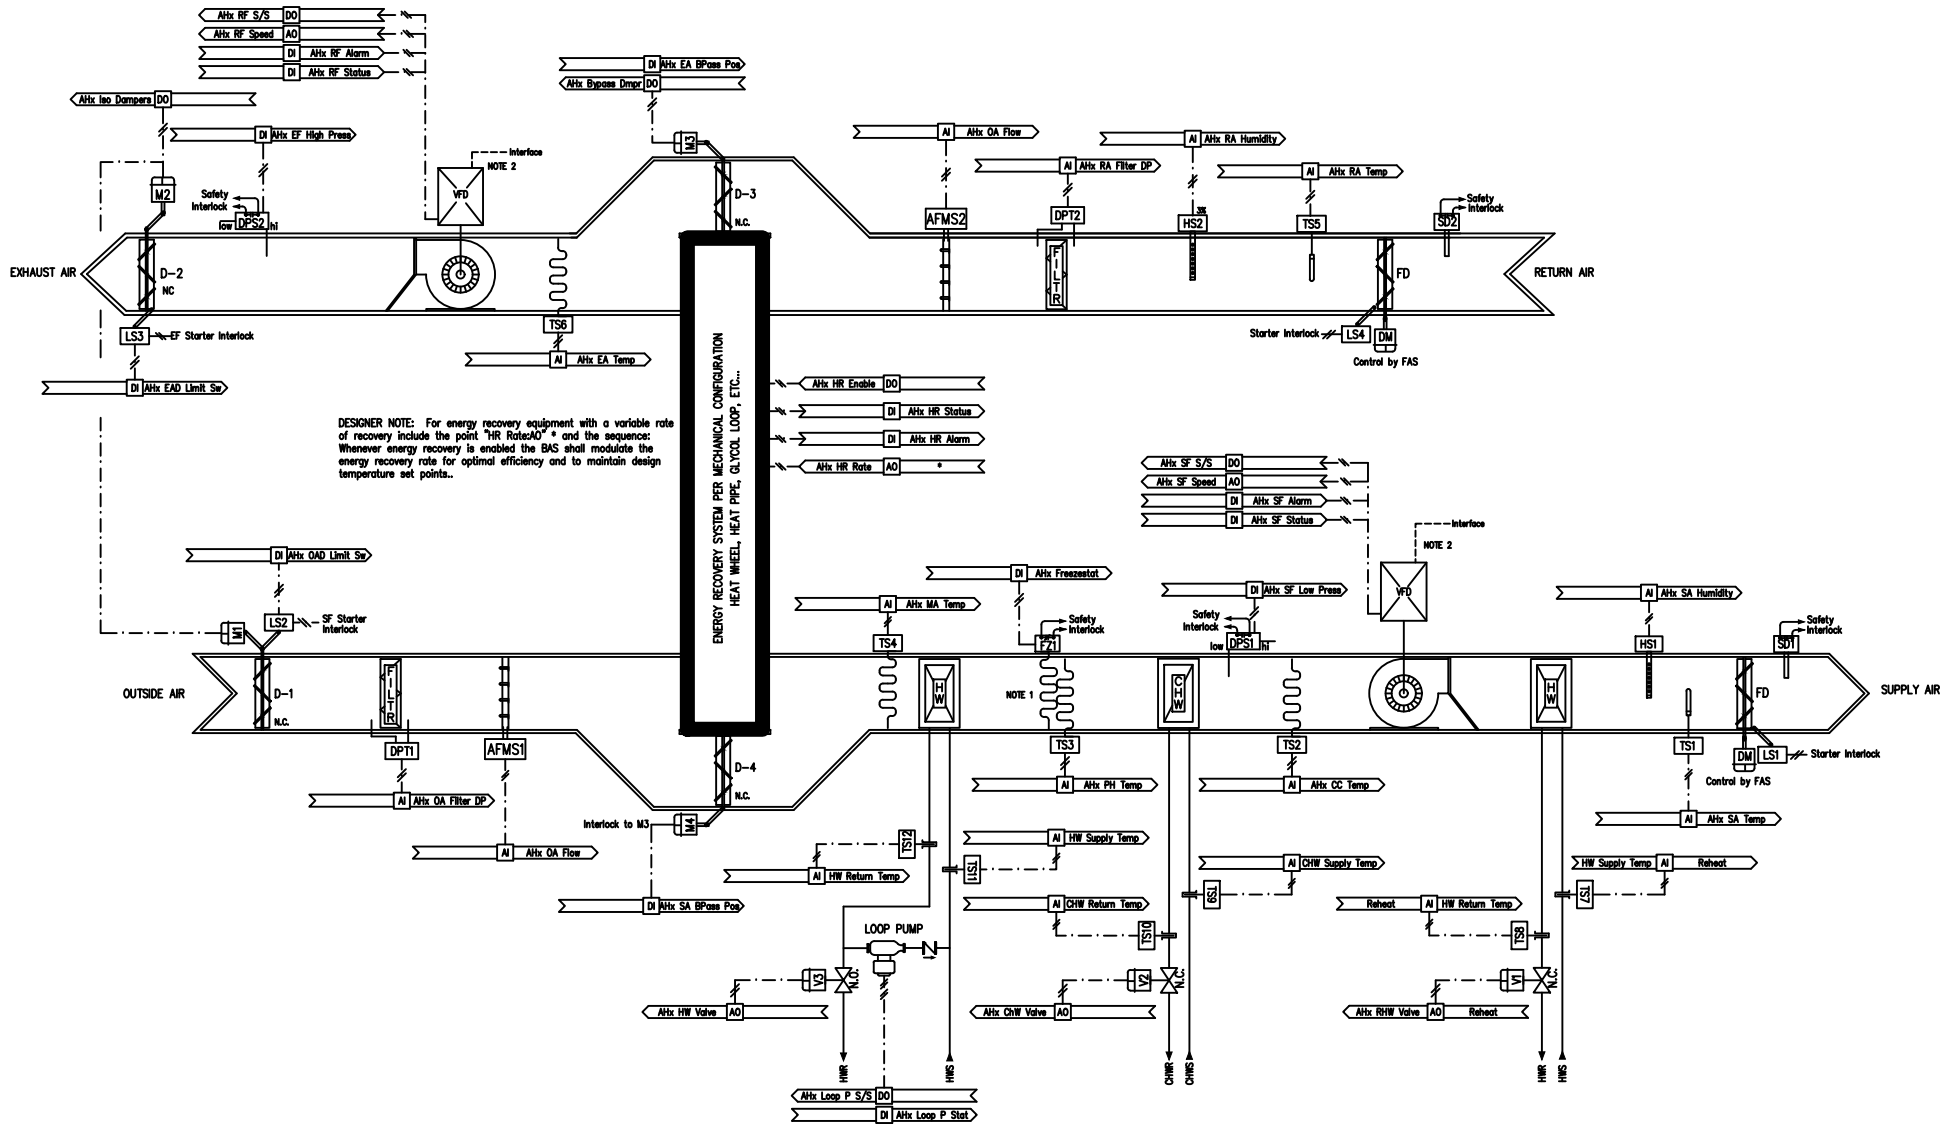 AHx RF S/S DO
AHx RF Speed AO
DI AHx RF Alarm
DI AHx RF Status
DI AHx EA BPass Pos
AHx Bypass Dmpr DO
AHx Iso Dampers DO
DI AHx EF High Press
AI AHx OA Flow
AI AHx RA Humidity
AI AHx RA Filter DP
AI AHx RA Temp
Interface
NOTE 2
VFD
M3
M2
Safety
Interlock
DPS2
low
hi
D-3
N.C.
AFMS2
DPT2
3%
HS2
TS5
SD2
Safety
Interlock
EXHAUST AIR
D-2
NC
FILTR
FD
RETURN AIR
LS3
EF Starter Interlock
TS6
Starter Interlock
LS4
DM
Control by FAS
AI AHx EA Temp
DI AHx EAD Limit Sw
ENERGY RECOVERY SYSTEM PER MECHANICAL CONFIGURATION
HEAT WHEEL, HEAT PIPE, GLYCOL LOOP, ETC...
AHx HR Enable DO
DI AHx HR Status
DI AHx HR Alarm
AHx HR Rate AO *
DESIGNER NOTE: For energy recovery equipment with a variable rate
of recovery include the point "HR Rate:AO" * and the sequence:
Whenever energy recovery is enabled the BAS shall modulate the
energy recovery rate for optimal efficiency and to maintain design
temperature set points..
AHx SF S/S DO
AHx SF Speed AO
DI AHx SF Alarm
DI AHx SF Status
Interface
NOTE 2
VFD
DI AHx OAD Limit Sw
DI AHx Freezestat
AI AHx MA Temp
DI AHx SF Low Press
AI AHx SA Humidity
M1
LS2
SF Starter
Interlock
TS4
FZ1
Safety
Interlock
Safety
Interlock
DPS1
low
hi
HS1
SD1
Safety
Interlock
OUTSIDE AIR
D-1
N.C.
FILTR
HW
NOTE 1
CHW
HW
FD
SUPPLY AIR
DPT1
AFMS1
D-4
N.C.
TS3
TS2
TS1
DM
LS1
Starter Interlock
Control by FAS
AI AHx OA Filter DP
AI AHx PH Temp
AI AHx CC Temp
Interlock to M3
M4
AI AHx SA Temp
AI AHx OA Flow
TS12
AI HW Supply Temp
TS11
AI HW Return Temp
AI CHW Supply Temp
TS9
HW Supply Temp AI Reheat
TS7
DI AHx SA BPass Pos
AI CHW Return Temp
Reheat AI HW Return Temp
LOOP PUMP
TS10
TS8
V3
N.O.
V2
N.C.
V1
N.C.
AHx HW Valve AO
AHx ChW Valve AO
AHx RHW Valve AO Reheat
HWR
HWS
CHWR
CHWS
HWR
HWS
AHx Loop P S/S DO
DI AHx Loop P Stat